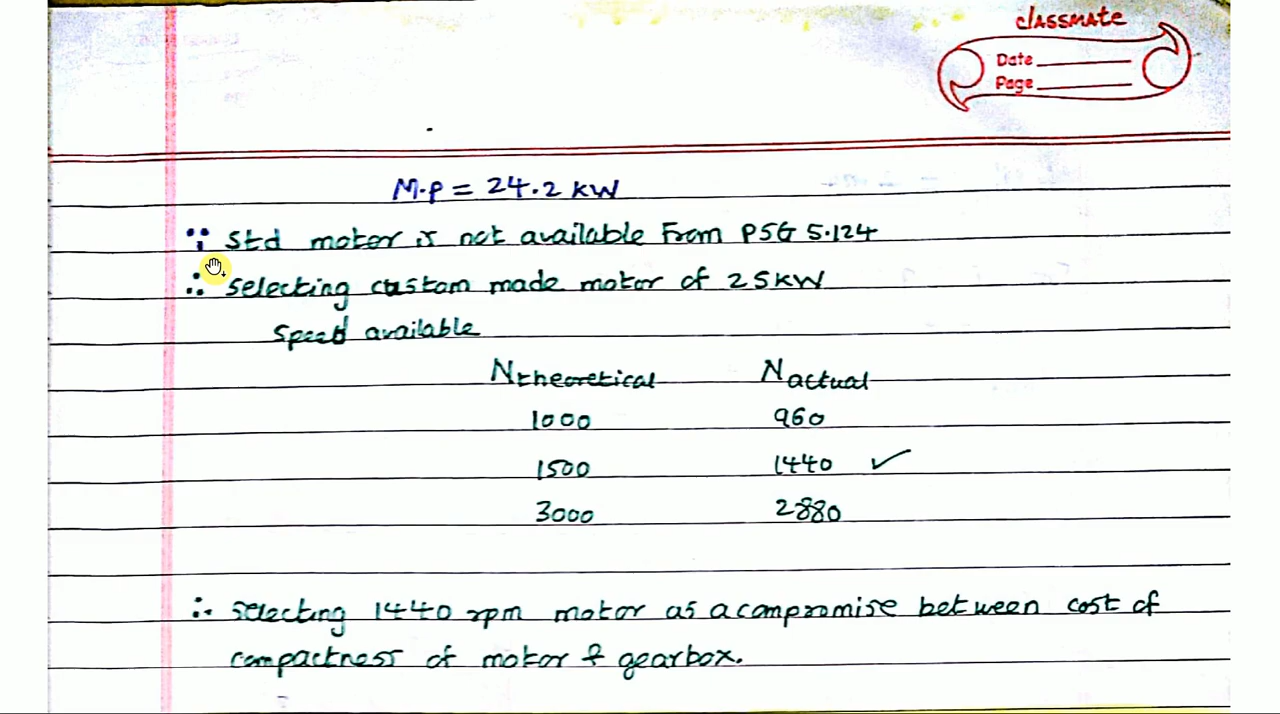 classmate
Date
Page
M.P = 24.2 kW
∵ Std motor is not available From PSG 5.124
∴ Selecting custom made motor of 25kW
Speed available
Ntheoretical Nactual
1000 960
1500 1440 ✓
3000 2880
∴ Selecting 1440 rpm motor as a compromise between cost of
compactness of motor & gearbox.